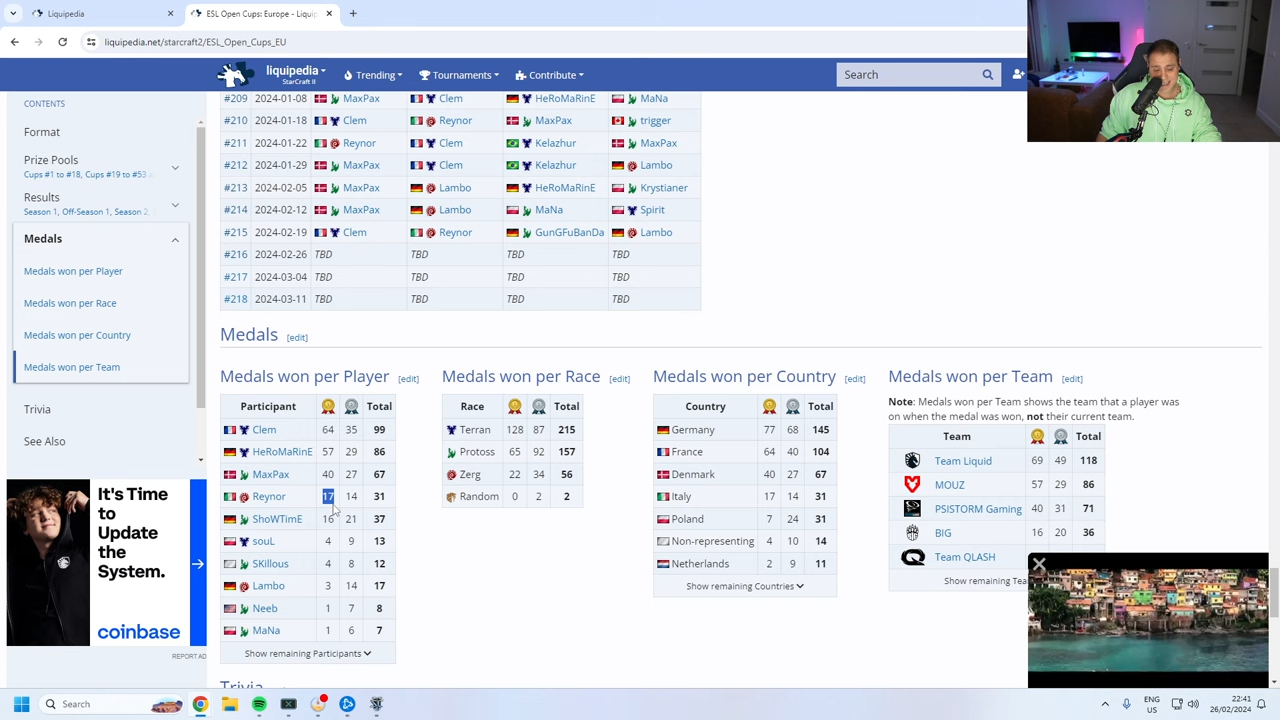 Liquipedia
ESL Open Cups: Europe - Liquip
liquipedia.net/starcraft2/ESL_Open_Cups_EU
liquipedia
StarCraft II
Trending
Tournaments
Contribute
Search
CONTENTS
Format
Prize Pools
Cups #1 to #18, Cups #19 to #53
Results
Season 1, Off-Season 1, Season 2,
Medals
Medals won per Player
Medals won per Race
Medals won per Country
Medals won per Team
Trivia
See Also
It's Time
to
Update
the
System.
coinbase
REPORT AD
#209 2024-01-08 MaxPax Clem HeRoMaRinE MaNa
#210 2024-01-18 Clem Reynor MaxPax trigger
#211 2024-01-22 Reynor Clem Kelazhur MaxPax
#212 2024-01-29 MaxPax Clem Kelazhur Lambo
#213 2024-02-05 MaxPax Lambo HeRoMaRinE Krystianer
#214 2024-02-12 MaxPax Lambo MaNa Spirit
#215 2024-02-19 Clem Reynor GunGFuBanDa Lambo
#216 2024-02-26 TBD TBD TBD TBD
#217 2024-03-04 TBD TBD TBD TBD
#218 2024-03-11 TBD TBD TBD TBD
Medals [edit]
Medals won per Player [edit]
Participant Total
Clem 64 35 99
HeRoMaRinE 57 29 86
MaxPax 40 27 67
Reynor 17 14 31
ShoWTimE 16 21 37
souL 4 9 13
SKillous 4 8 12
Lambo 3 14 17
Neeb 1 7 8
MaNa 1 6 7
Show remaining Participants
Medals won per Race [edit]
Race Total
Terran 128 87 215
Protoss 65 92 157
Zerg 22 34 56
Random 0 2 2
Medals won per Country [edit]
Country Total
Germany 77 68 145
France 64 40 104
Denmark 40 27 67
Italy 17 14 31
Poland 7 24 31
Non-representing 4 10 14
Netherlands 2 9 11
Show remaining Countries
Medals won per Team [edit]
Note: Medals won per Team shows the team that a player was
on when the medal was won, not their current team.
Team Total
Team Liquid 69 49 118
MOUZ 57 29 86
PSISTORM Gaming 40 31 71
BIG 16 20 36
Team QLASH
Show remaining Tea
Trivia
Search
ENG
US
22:41
26/02/2024